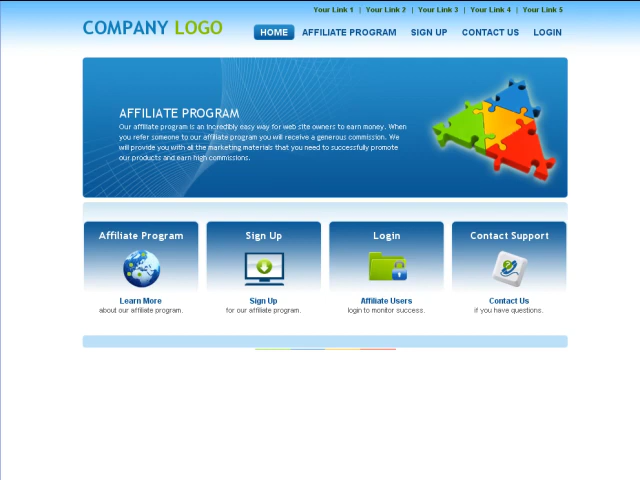 Your Link 1 | Your Link 2 | Your Link 3 | Your Link 4 | Your Link 5
COMPANY LOGO
HOME AFFILIATE PROGRAM SIGN UP CONTACT US LOGIN
AFFILIATE PROGRAM
Our affiliate program is an incredibly easy way for web site owners to earn money. When
you refer someone to our affiliate program you will receive a generous commission. We
will provide you with all the marketing materials that you need to successfully promote
our products and earn high commissions.
Affiliate Program Sign Up Login Contact Support
Learn More Sign Up Affiliate Users Contact Us
about our affiliate program. for our affiliate program. login to monitor success. if you have questions.